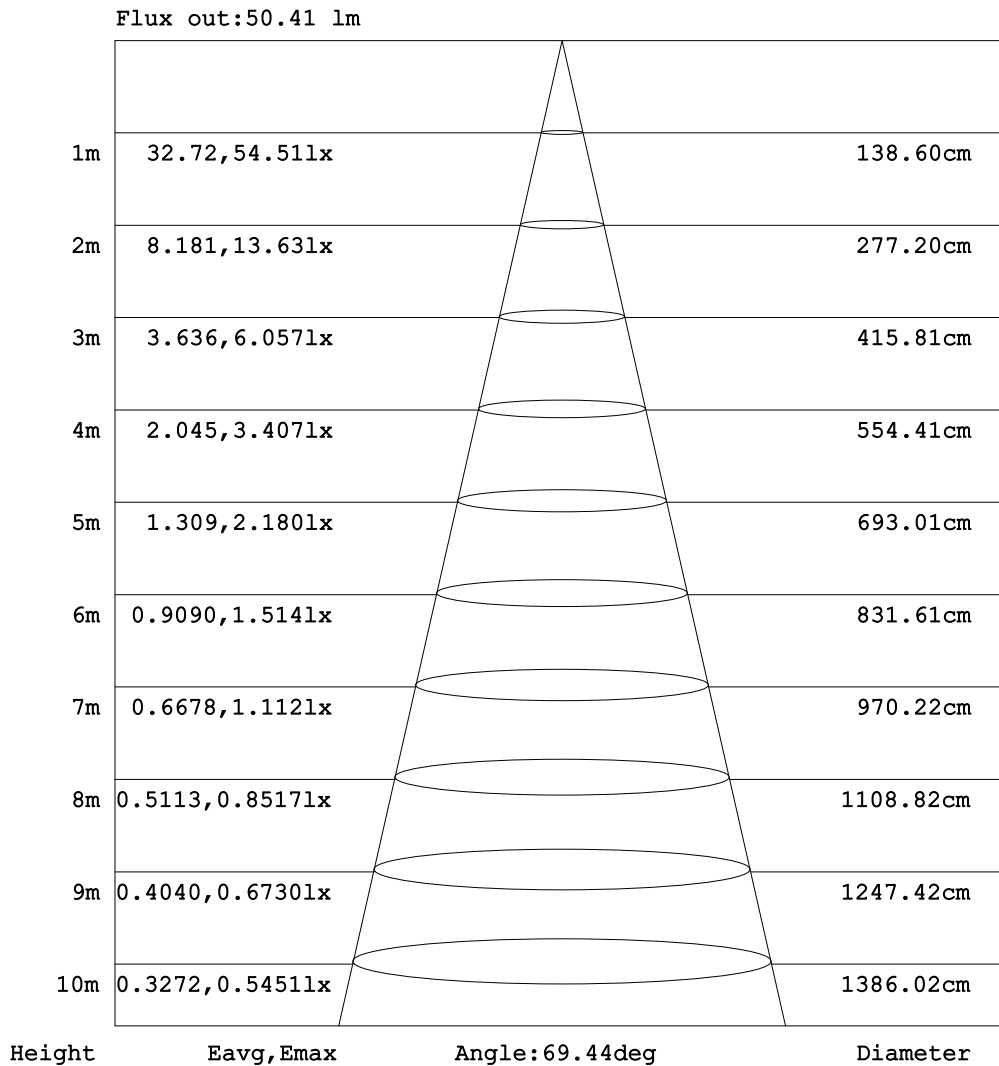 Flux out:50.41 lm
1m 32.72,54.51lx 138.60cm
2m 8.181,13.63lx 277.20cm
3m 3.636,6.057lx 415.81cm
4m 2.045,3.407lx 554.41cm
5m 1.309,2.180lx 693.01cm
6m 0.9090,1.514lx 831.61cm
7m 0.6678,1.112lx 970.22cm
8m 0.5113,0.8517lx 1108.82cm
9m 0.4040,0.6730lx 1247.42cm
10m 0.3272,0.5451lx 1386.02cm
Height Eavg,Emax Angle:69.44deg Diameter